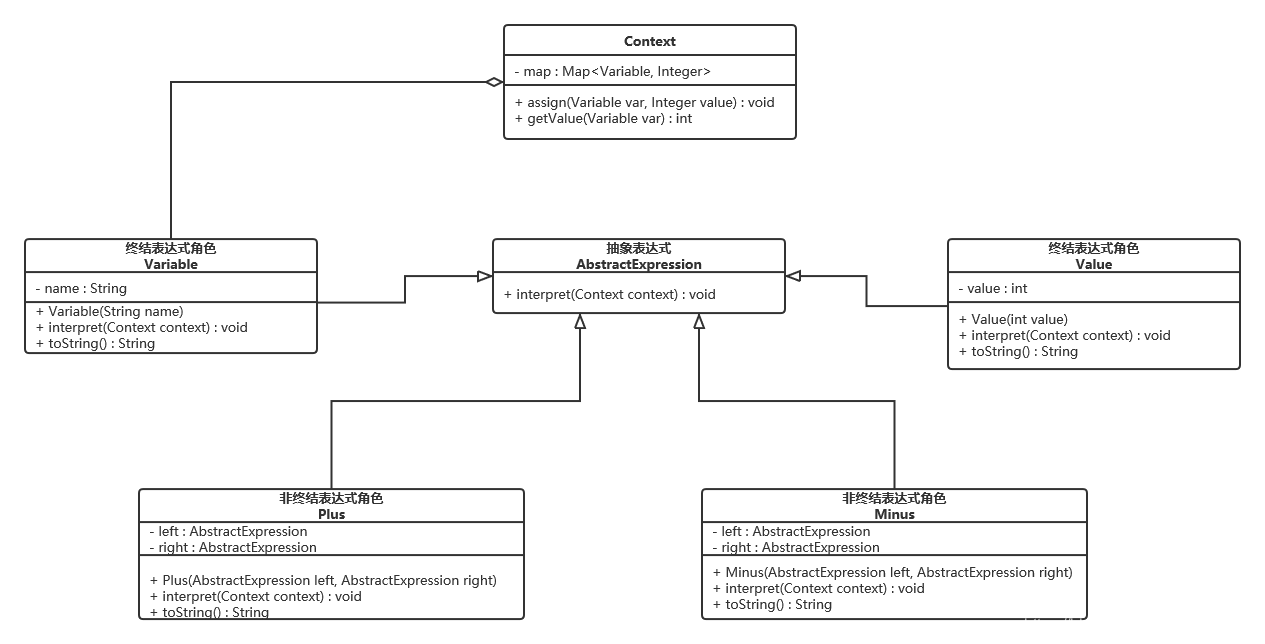 Context
- map : Map<Variable, Integer>
+ assign(Variable var, Integer value) : void
+ getValue(Variable var) : int
终结表达式角色
Variable
- name : String
+ Variable(String name)
+ interpret(Context context) : void
+ toString() : String
抽象表达式
AbstractExpression
+ interpret(Context context) : void
终结表达式角色
Value
- value : int
+ Value(int value)
+ interpret(Context context) : void
+ toString() : String
非终结表达式角色
Plus
- left : AbstractExpression
- right : AbstractExpression
+ Plus(AbstractExpression left, AbstractExpression right)
+ interpret(Context context) : void
+ toString() : String
非终结表达式角色
Minus
- left : AbstractExpression
- right : AbstractExpression
+ Minus(AbstractExpression left, AbstractExpression right)
+ interpret(Context context) : void
+ toString() : String